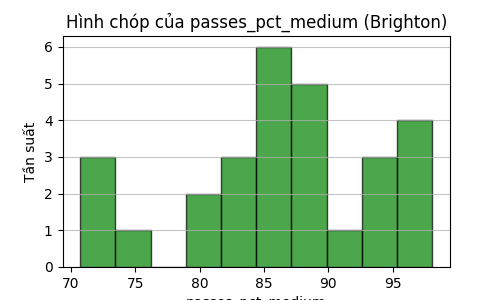 Hình chóp của passes_pct_medium (Brighton)
Tần suất
6
5
4
3
2
1
0
70 75 80 85 90 95
passes_pct_medium